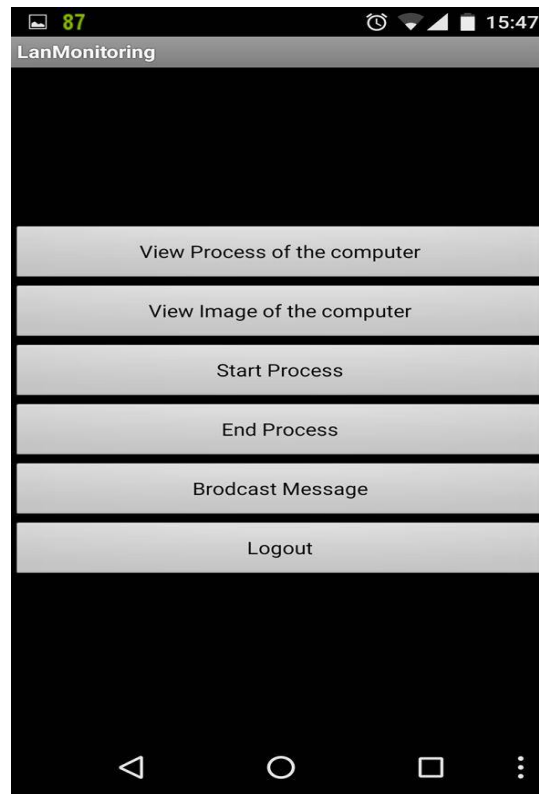 87 15:47
LanMonitoring
View Process of the computer
View Image of the computer
Start Process
End Process
Brodcast Message
Logout